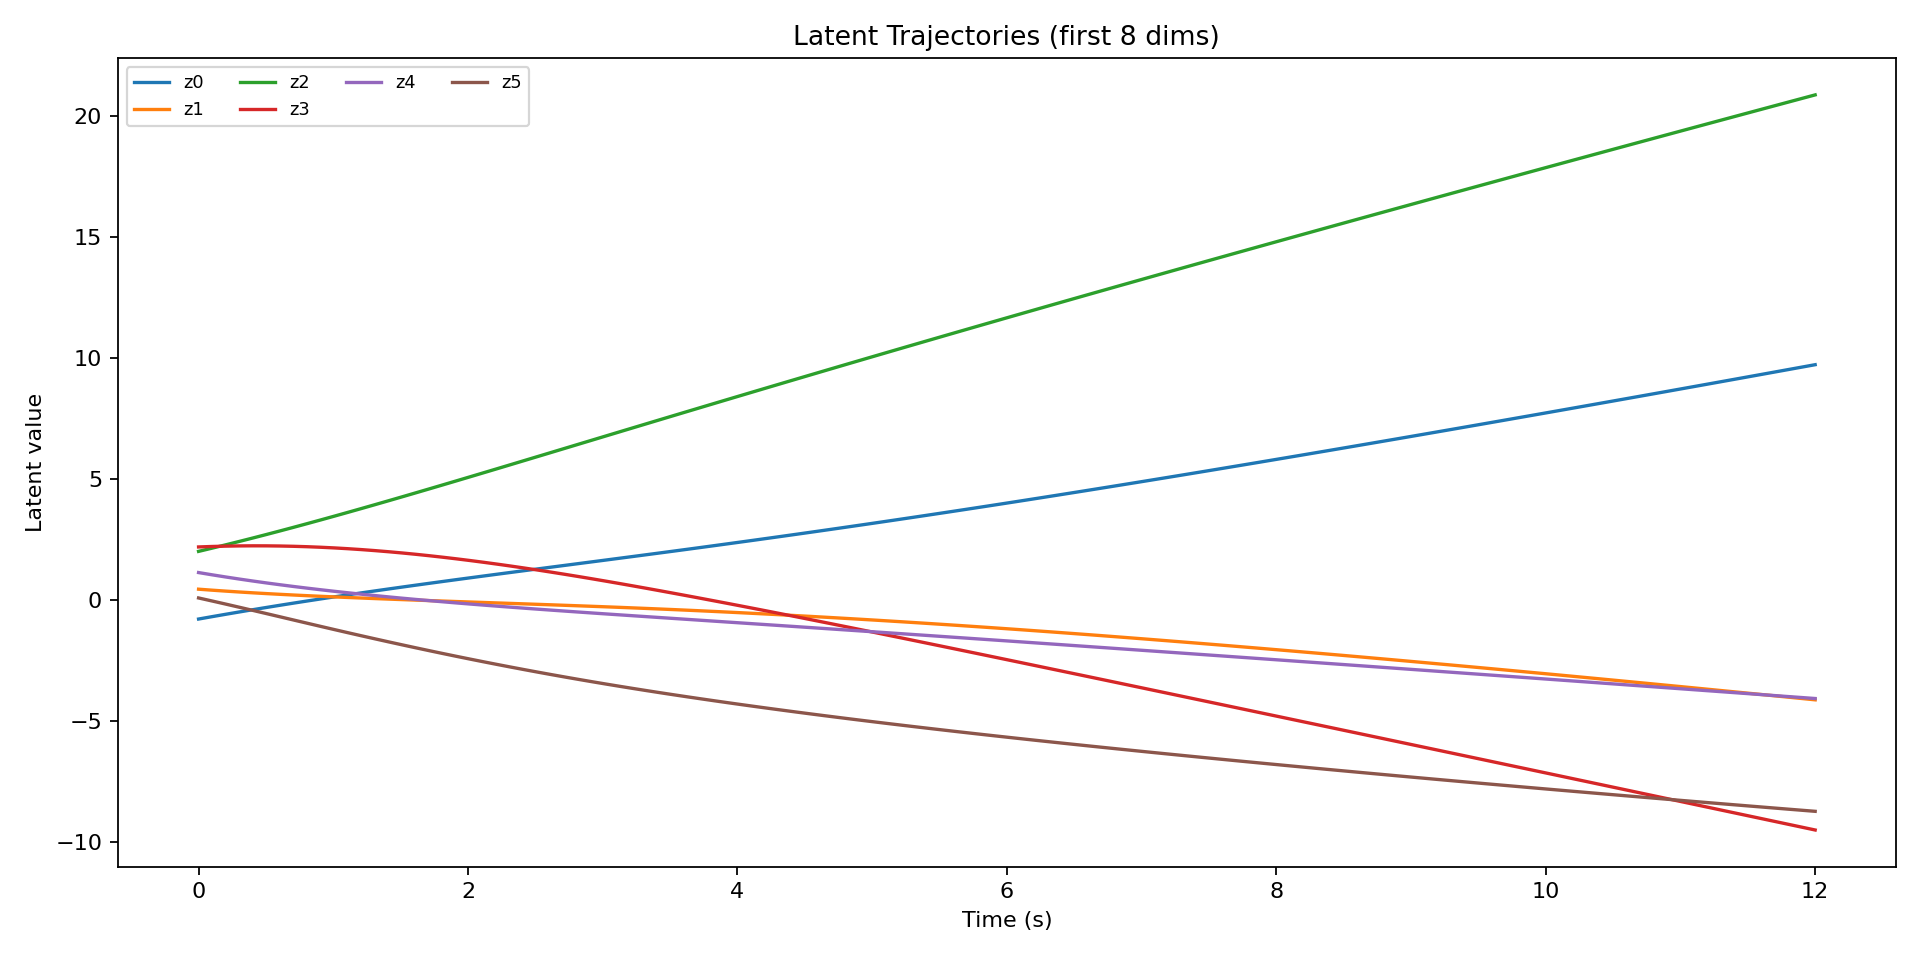 Latent Trajectories (first 8 dims)
z0 z2 z4 z5
z1 z3
20
15
10
5
0
−5
−10
Latent value
0 2 4 6 8 10 12
Time (s)